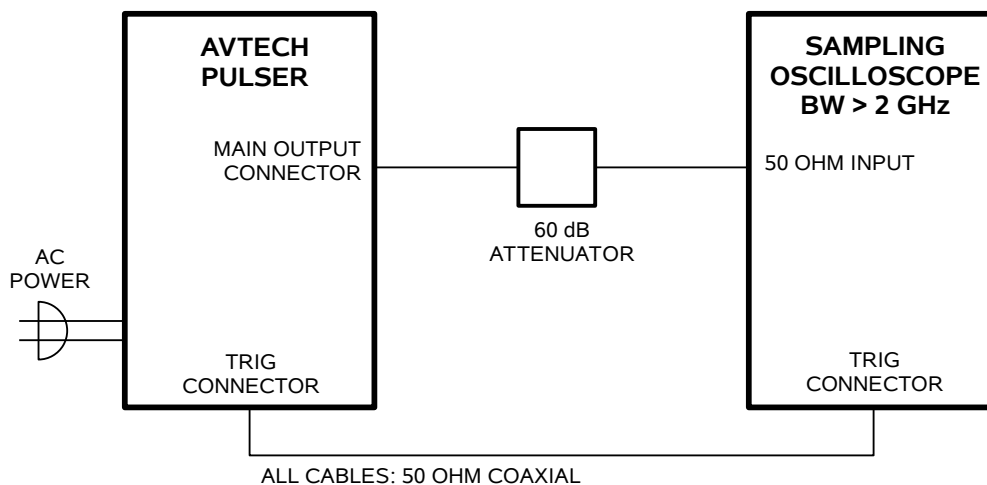 AVTECH
PULSER
SAMPLING
OSCILLOSCOPE
BW > 2 GHz
MAIN OUTPUT
CONNECTOR
50 OHM INPUT
60 dB
ATTENUATOR
AC
POWER
TRIG
CONNECTOR
TRIG
CONNECTOR
ALL CABLES: 50 OHM COAXIAL